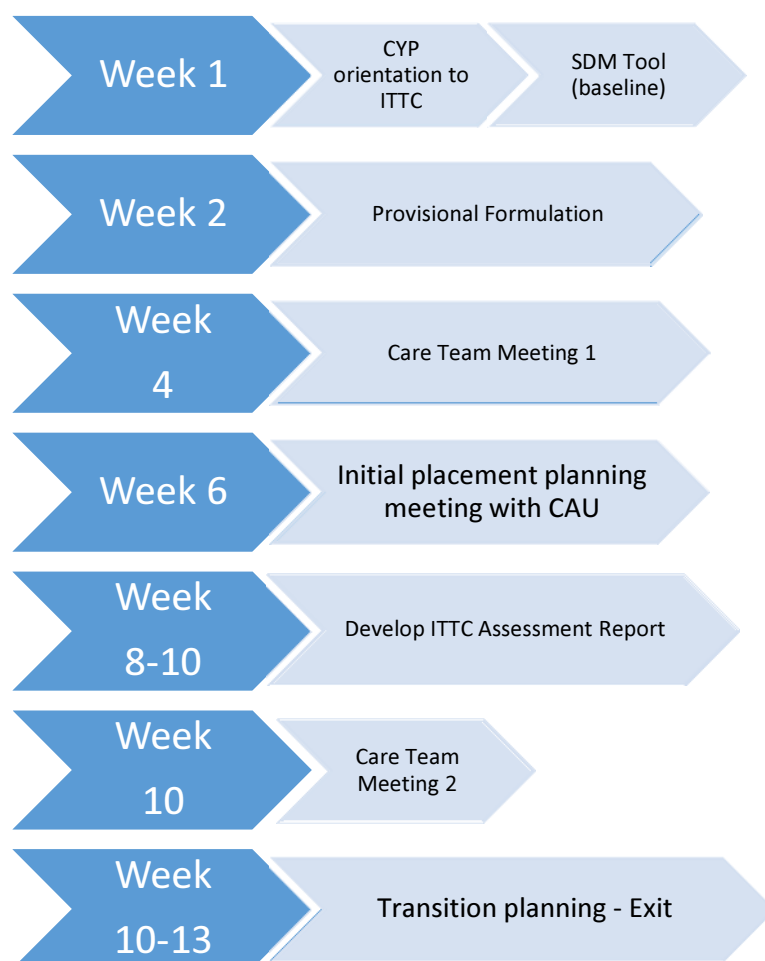 Week 1
CYP
orientation to
ITTC
SDM Tool
(baseline)
Week 2
Provisional Formulation
Week
4
Care Team Meeting 1
Week 6
Initial placement planning
meeting with CAU
Week
8-10
Develop ITTC Assessment Report
Week
10
Care Team
Meeting 2
Week
10-13
Transition planning - Exit